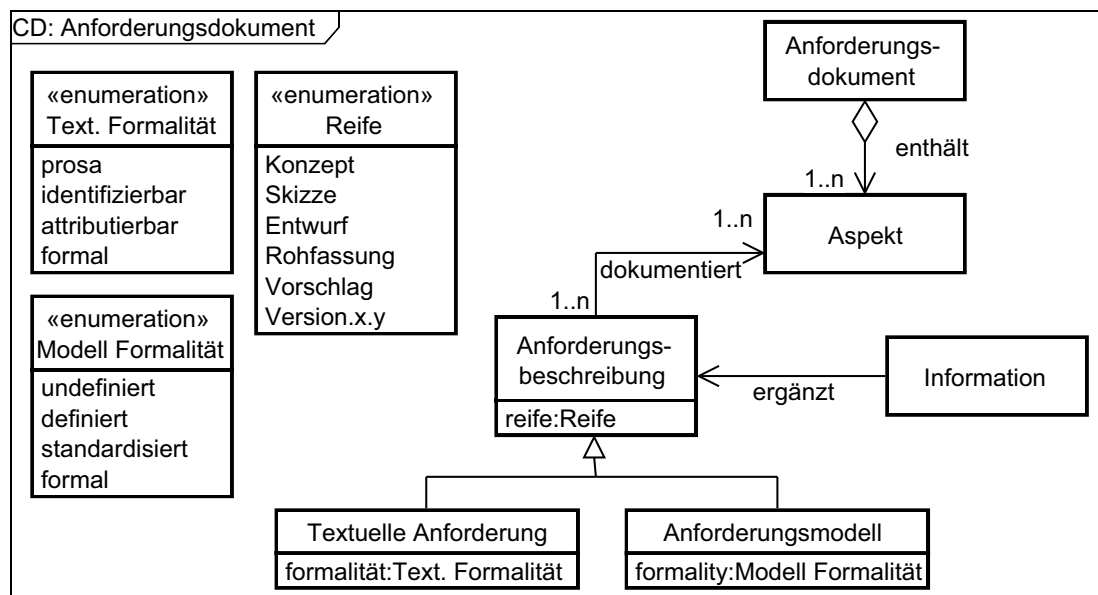 CD: Anforderungsdokument
«enumeration»
Text. Formalität
prosa
identifizierbar
attributierbar
formal
«enumeration»
Reife
Konzept
Skizze
Entwurf
Rohfassung
Vorschlag
Version.x.y
«enumeration»
Modell Formalität
undefiniert
definiert
standardisiert
formal
Anforderungs-
dokument
enthält
1..n
Aspekt
1..n
dokumentiert
1..n
Anforderungs-
beschreibung
reife:Reife
ergänzt
Information
Textuelle Anforderung
formalität:Text. Formalität
Anforderungsmodell
formality:Modell Formalität